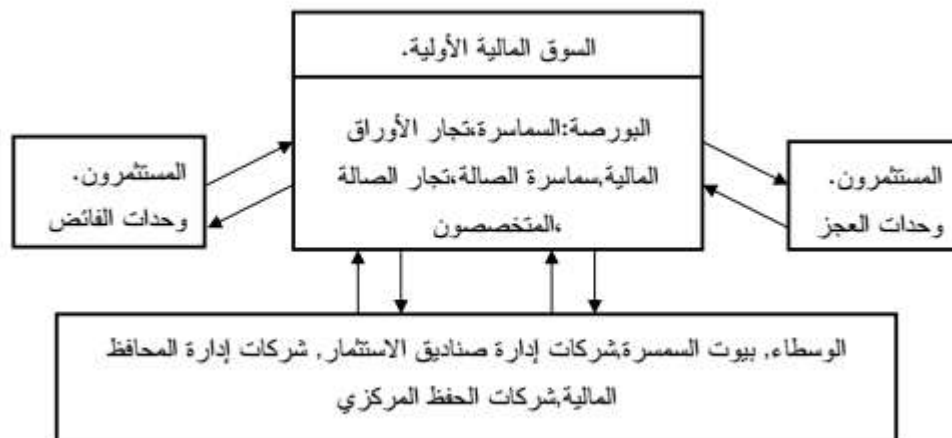 السوق المالية الأولية.
البورصة:السماسرة،تجار الأوراق
المالية,سماسرة الصالة،تجار الصالة
،المتخصصون
المستثمرون.
وحدات العجز
المستثمرون.
وحدات الفائض
الوسطاء, بيوت السمسرة,شركات إدارة صناديق الاستثمار, شركات إدارة المحافظ
المالية,شركات الحفظ المركزي